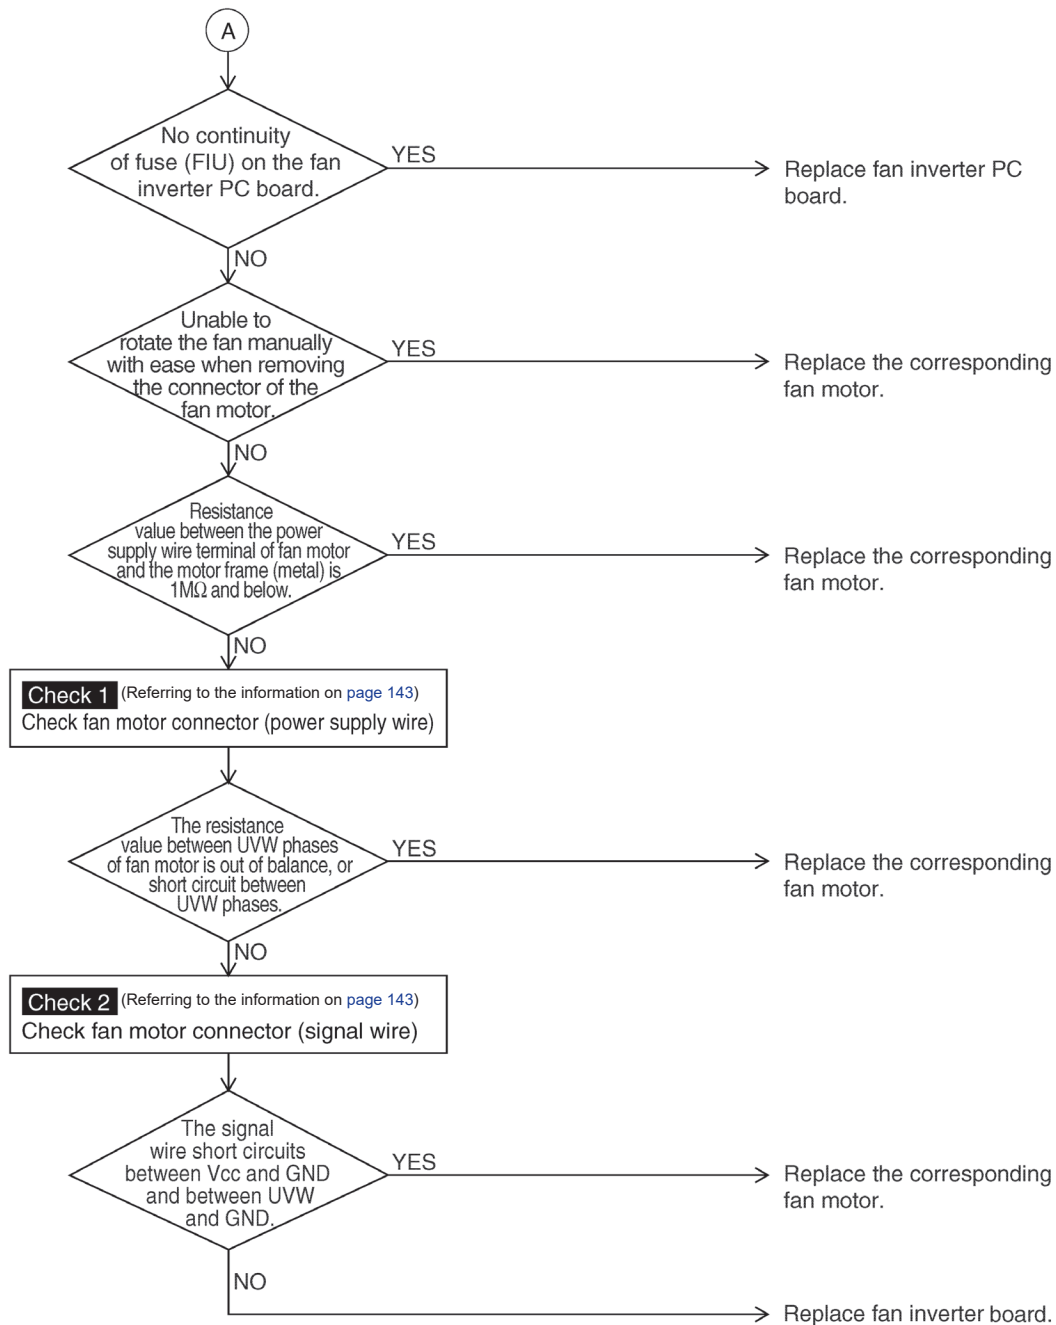 A
No continuity
of fuse (FIU) on the fan
inverter PC board.
YES
Replace fan inverter PC
board.
NO
Unable to
rotate the fan manually
with ease when removing
the connector of the
fan motor.
YES
Replace the corresponding
fan motor.
NO
Resistance
value between the power
supply wire terminal of fan motor
and the motor frame (metal) is
1MΩ and below.
YES
Replace the corresponding
fan motor.
NO
Check 1 (Referring to the information on page 143)
Check fan motor connector (power supply wire)
The resistance
value between UVW phases
of fan motor is out of balance, or
short circuit between
UVW phases.
YES
Replace the corresponding
fan motor.
NO
Check 2 (Referring to the information on page 143)
Check fan motor connector (signal wire)
The signal
wire short circuits
between Vcc and GND
and between UVW
and GND.
YES
Replace the corresponding
fan motor.
NO
Replace fan inverter board.